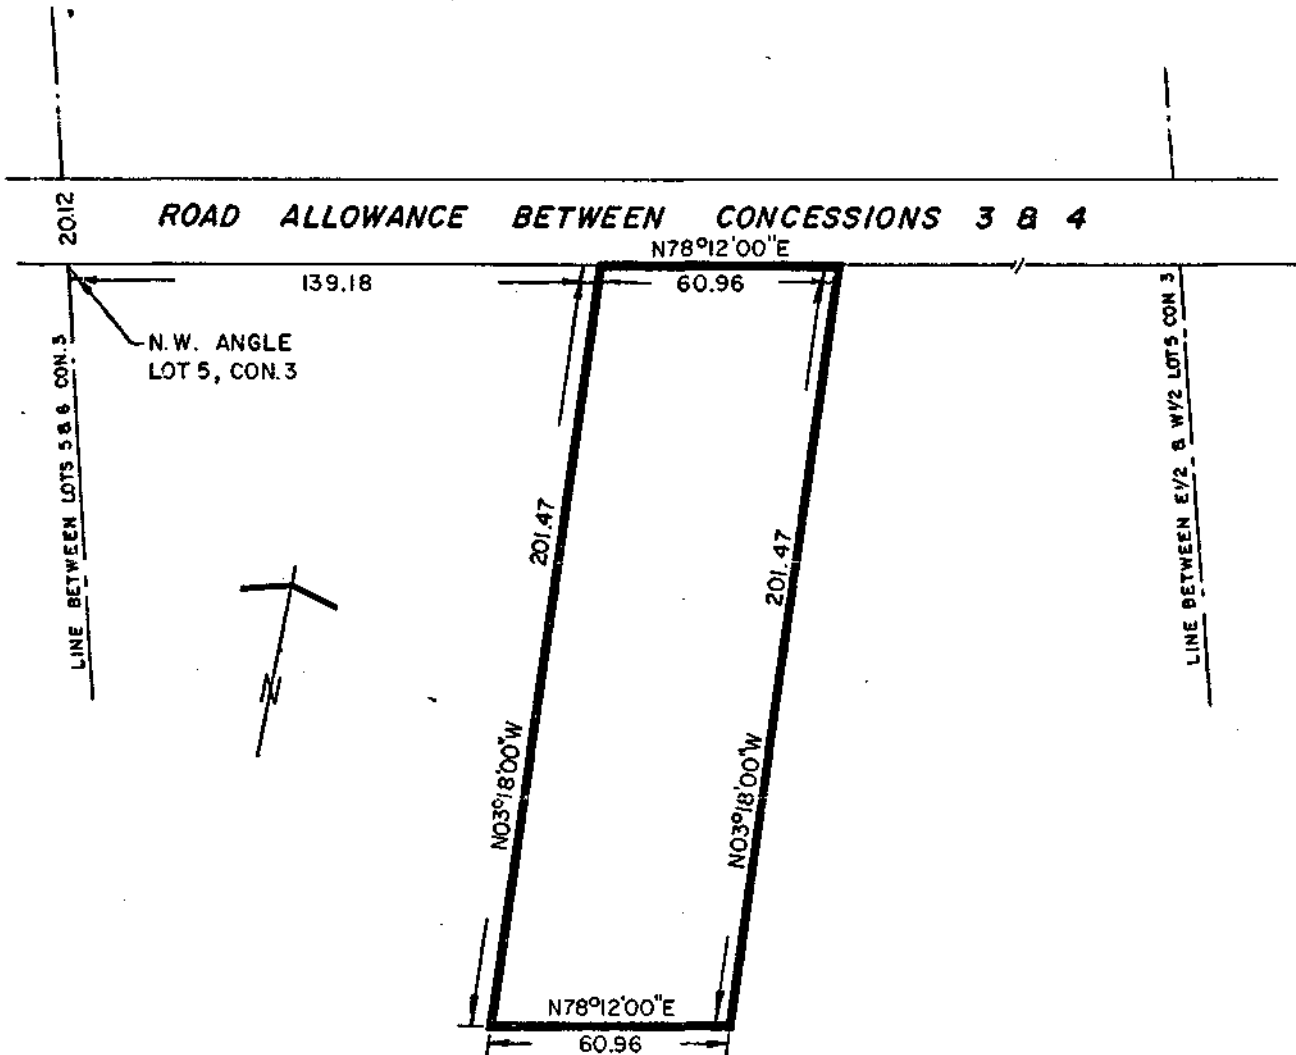 20.12
ROAD ALLOWANCE BETWEEN CONCESSIONS 3 & 4
N78°12'00"E
139.18
60.96
N.W. ANGLE
LOT 5, CON. 3
LINE BETWEEN LOTS 5 & 6 CON. 3
LINE BETWEEN E1/2 & W1/2 LOT 5 CON 3
201.47
201.47
N
N03°18'00"W
N03°18'00"W
N78°12'00"E
60.96